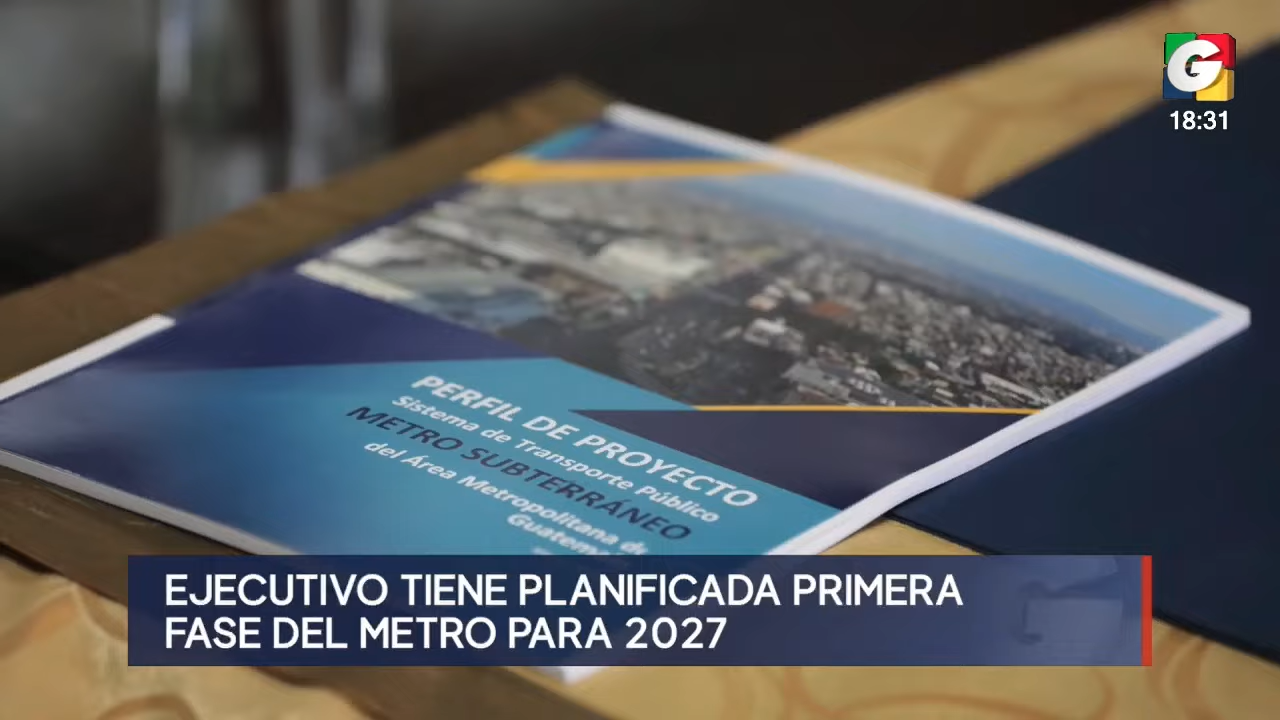 G
18:31
PERFIL DE PROYECTO
Sistema de Transporte Público
METRO SUBTERRÁNEO
del Área Metropolitana de
EJECUTIVO TIENE PLANIFICADA PRIMERA
FASE DEL METRO PARA 2027